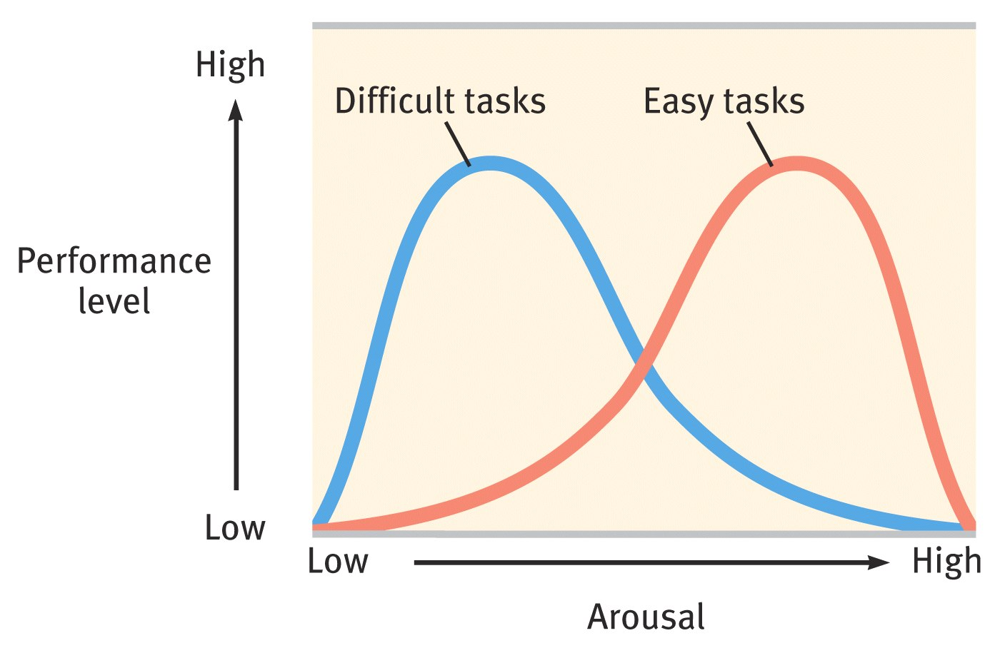 High
Difficult tasks
Easy tasks
Performance
level
Low
Low
High
Arousal